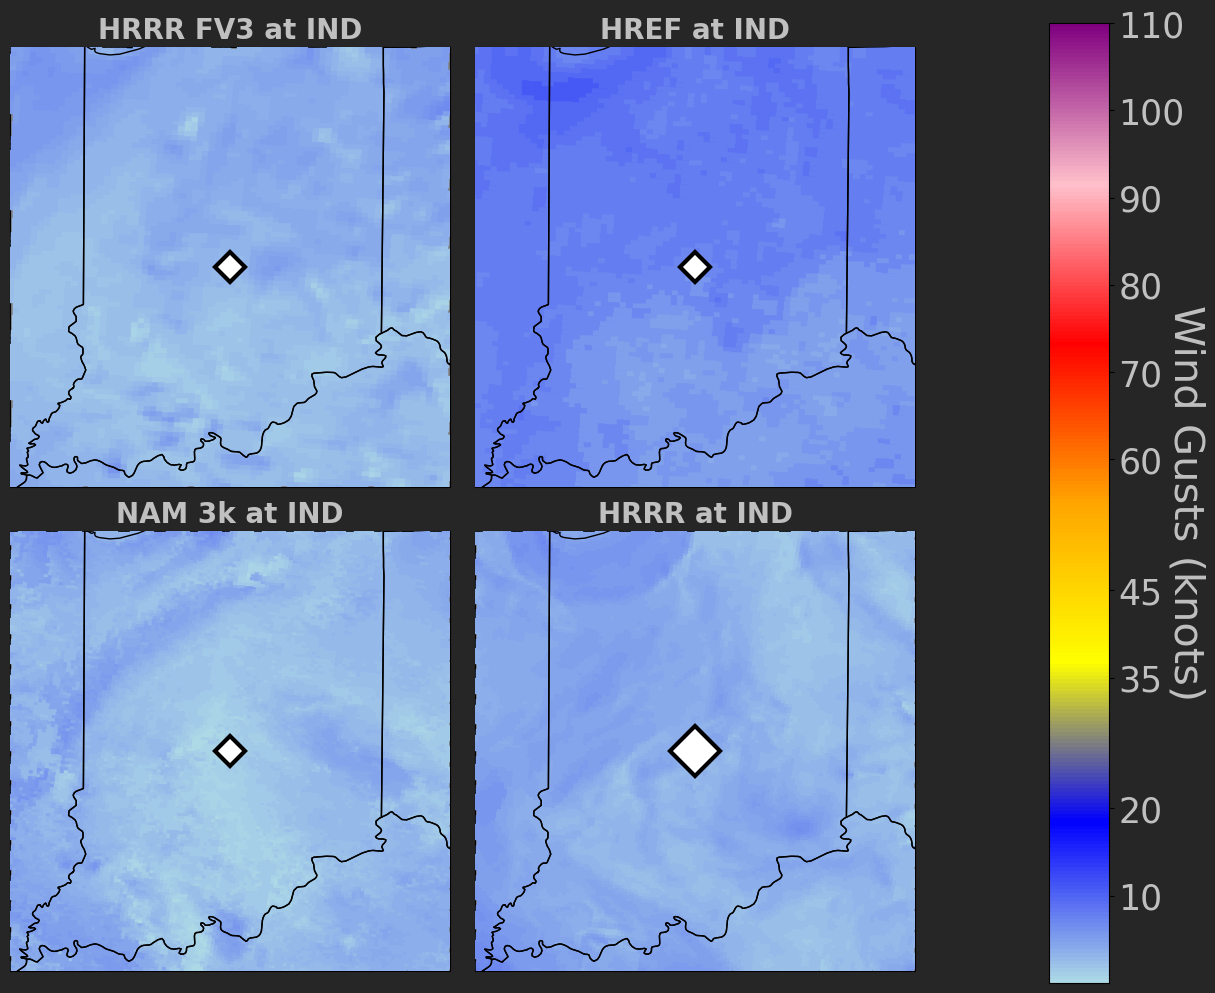 HRRR FV3 at IND
HREF at IND
NAM 3k at IND
HRRR at IND
110
100
90
80
70
60
45
35
20
10
Wind Gusts (knots)